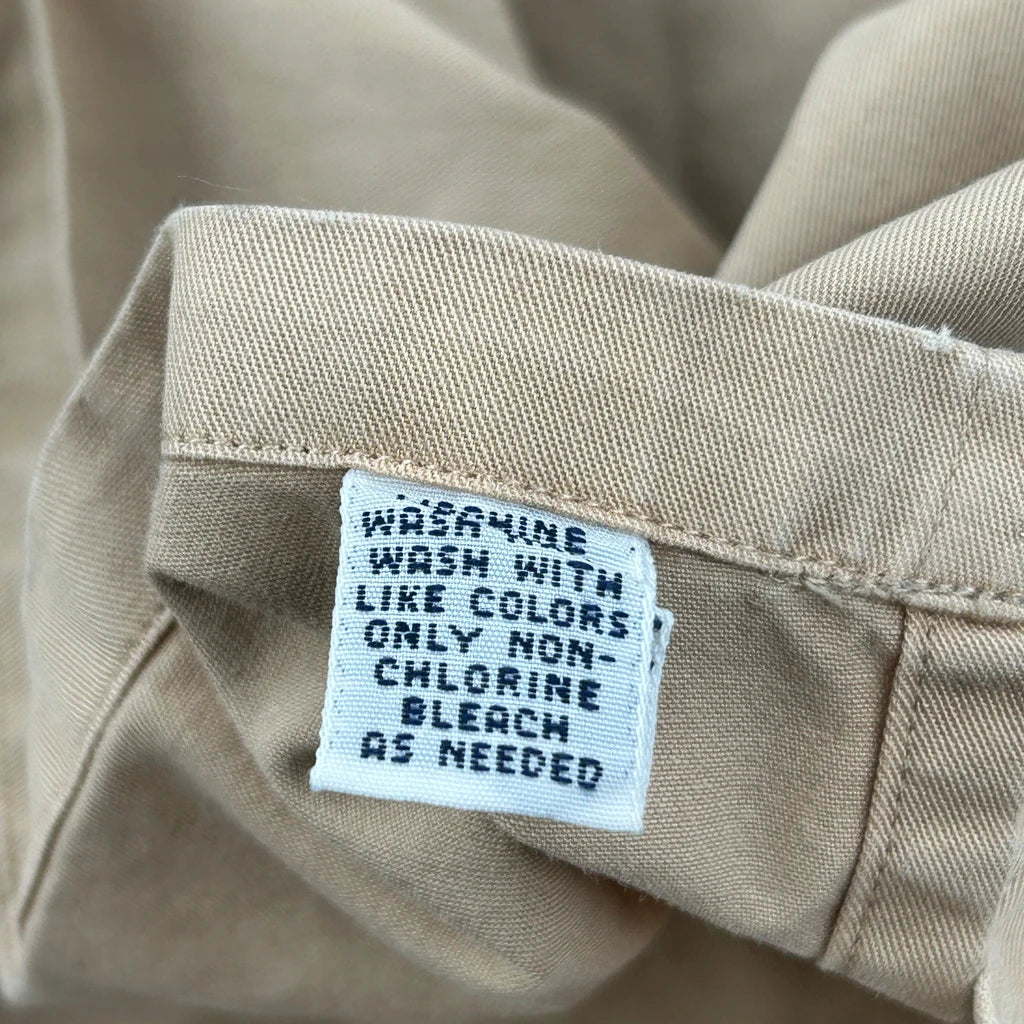 WASH WITH
LIKE COLORS
ONLY NON-
CHLORINE
BLEACH
AS NEEDED